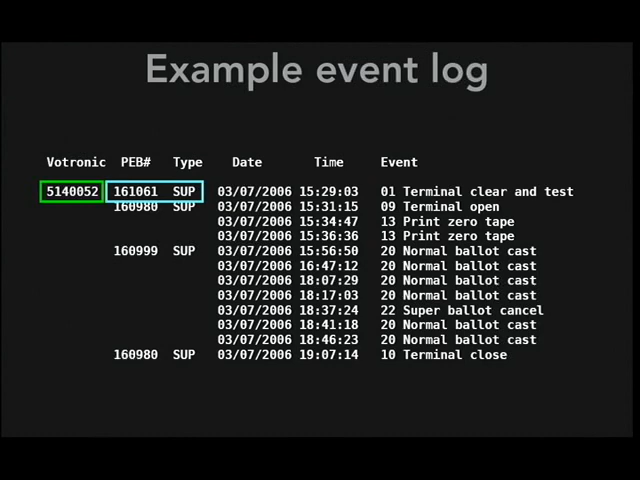 Example event log
Votronic PEB# Type Date Time Event
5140052 161061 SUP 03/07/2006 15:29:03 01 Terminal clear and test
160980 SUP 03/07/2006 15:31:15 09 Terminal open
03/07/2006 15:34:47 13 Print zero tape
03/07/2006 15:36:36 13 Print zero tape
160999 SUP 03/07/2006 15:56:50 20 Normal ballot cast
03/07/2006 16:47:12 20 Normal ballot cast
03/07/2006 18:07:29 20 Normal ballot cast
03/07/2006 18:17:03 20 Normal ballot cast
03/07/2006 18:37:24 22 Super ballot cancel
03/07/2006 18:41:18 20 Normal ballot cast
03/07/2006 18:46:23 20 Normal ballot cast
160980 SUP 03/07/2006 19:07:14 10 Terminal close